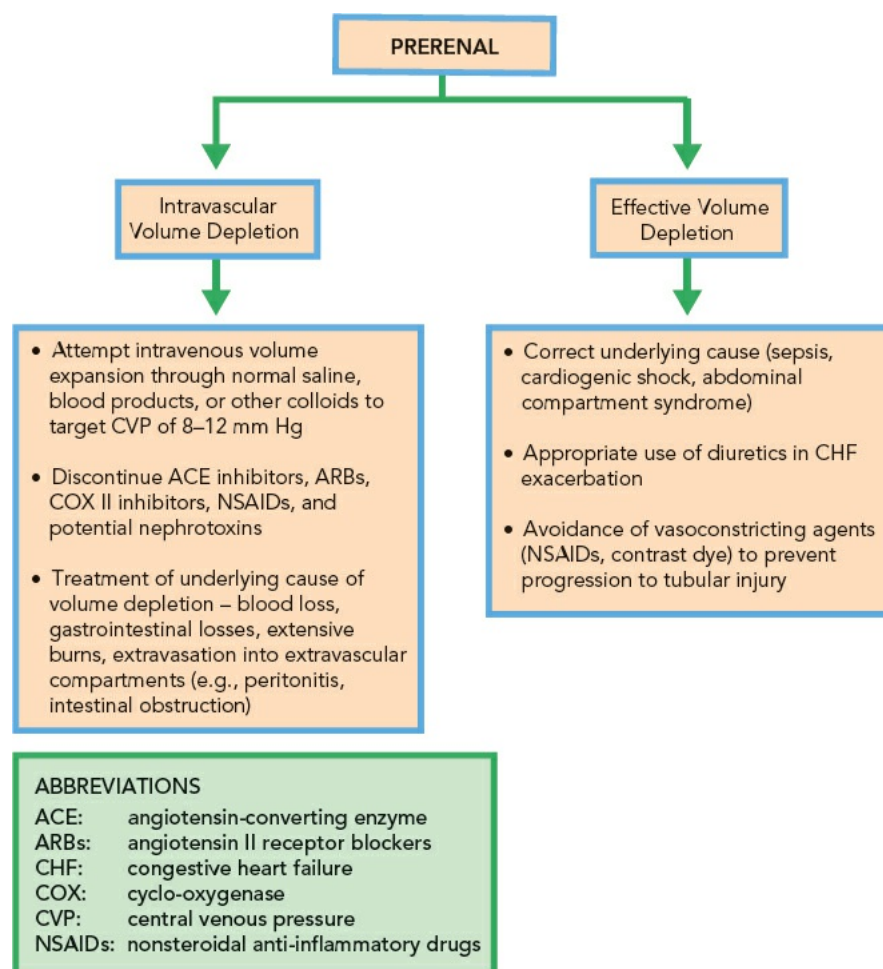 PRERENAL
Intravascular
Volume Depletion
Effective Volume
Depletion
• Attempt intravenous volume
expansion through normal saline,
blood products, or other colloids to
target CVP of 8–12 mm Hg
• Discontinue ACE inhibitors, ARBs,
COX II inhibitors, NSAIDs, and
potential nephrotoxins
• Treatment of underlying cause of
volume depletion – blood loss,
gastrointestinal losses, extensive
burns, extravasation into extravascular
compartments (e.g., peritonitis,
intestinal obstruction)
• Correct underlying cause (sepsis,
cardiogenic shock, abdominal
compartment syndrome)
• Appropriate use of diuretics in CHF
exacerbation
• Avoidance of vasoconstricting agents
(NSAIDs, contrast dye) to prevent
progression to tubular injury
ABBREVIATIONS
ACE: angiotensin-converting enzyme
ARBs: angiotensin II receptor blockers
CHF: congestive heart failure
COX: cyclo-oxygenase
CVP: central venous pressure
NSAIDs: nonsteroidal anti-inflammatory drugs